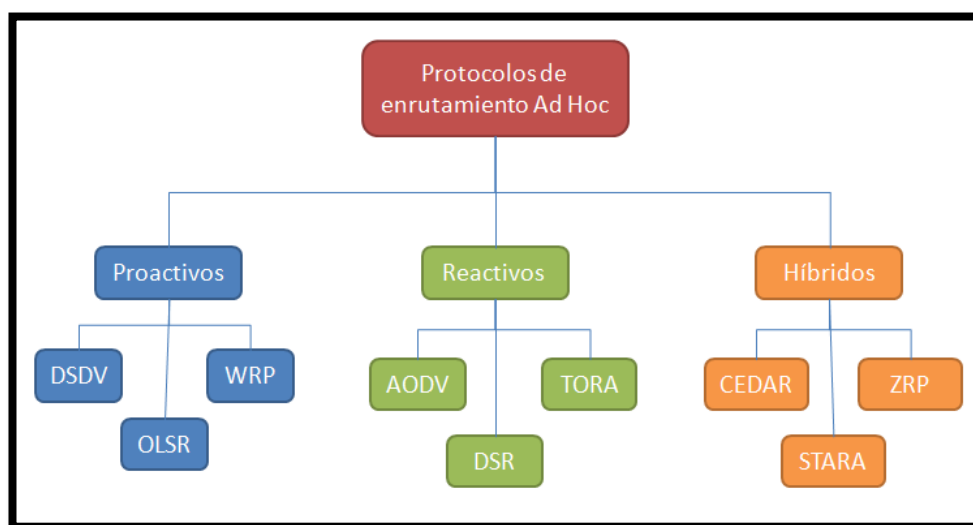 Protocolos de
enrutamiento Ad Hoc
Proactivos
Reactivos
Híbridos
DSDV
WRP
OLSR
AODV
TORA
DSR
CEDAR
ZRP
STARA